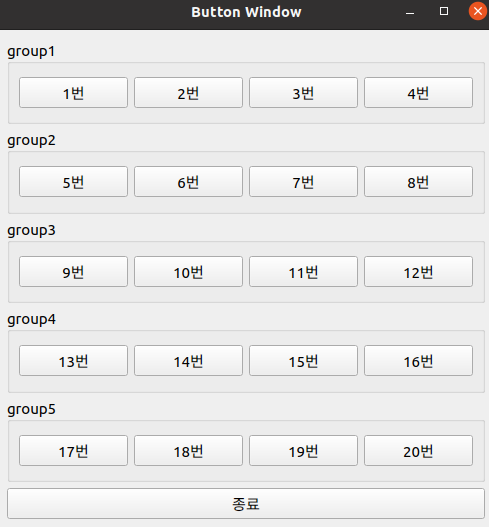 Button Window
group1
1번 2번 3번 4번
group2
5번 6번 7번 8번
group3
9번 10번 11번 12번
group4
13번 14번 15번 16번
group5
17번 18번 19번 20번
종료